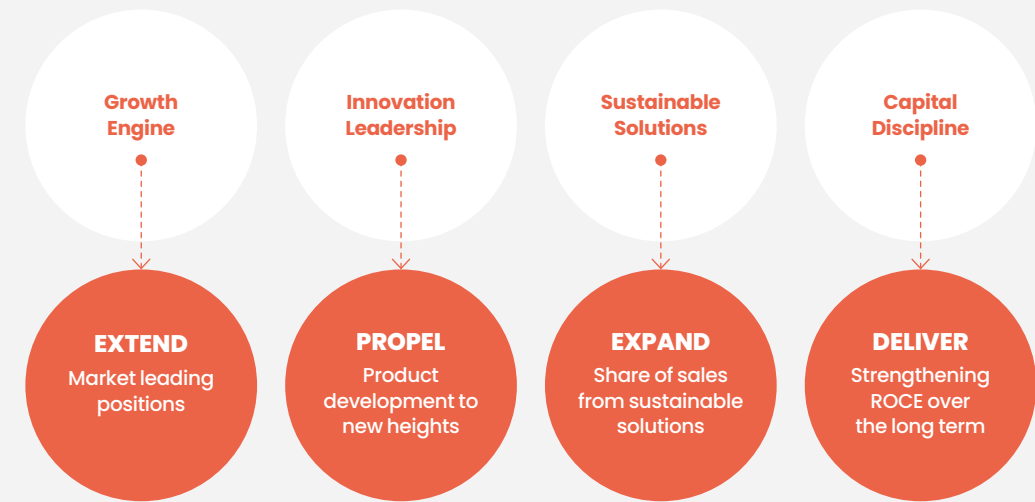 Growth
Engine
Innovation
Leadership
Sustainable
Solutions
Capital
Discipline
EXTEND
Market leading
positions
PROPEL
Product
development to
new heights
EXPAND
Share of sales
from sustainable
solutions
DELIVER
Strengthening
ROCE over
the long term